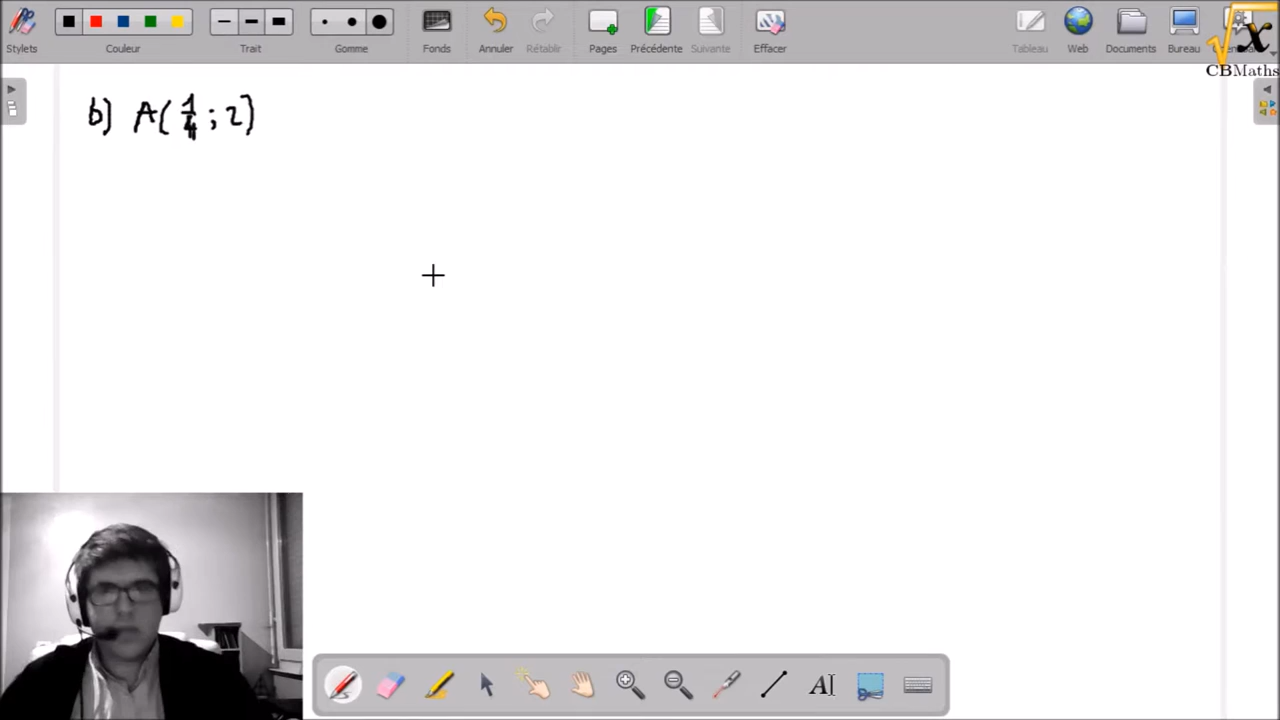 Stylets Couleur Trait Gomme Fonds Annuler Rétablir Pages Précédente Suivante Effacer Tableau Web Documents Bureau
√x
CBMaths
b) A(1/4 ; 2)
AI